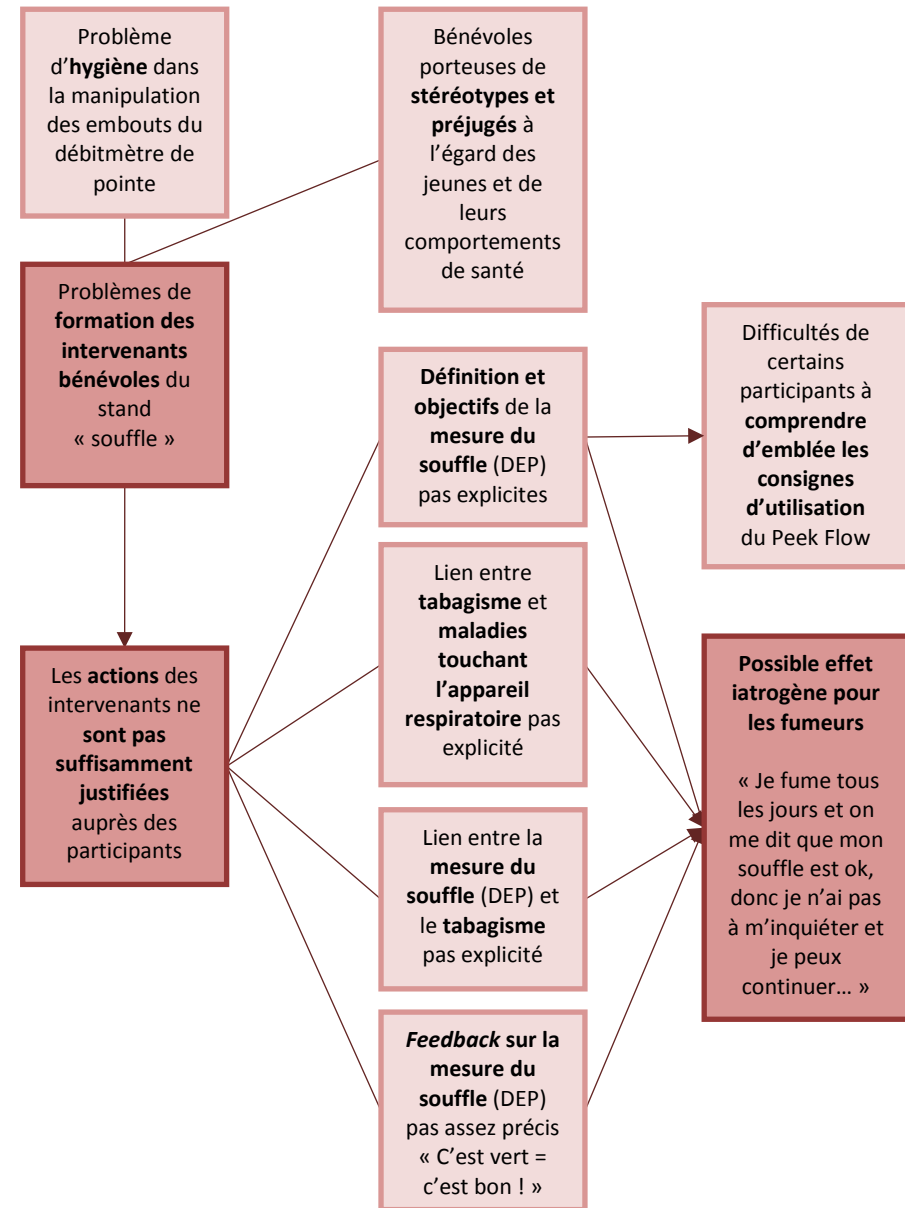 Problème
d’hygiène dans
la manipulation
des embouts du
débitmètre de
pointe
Bénévoles
porteuses de
stéréotypes et
préjugés à
l’égard des
jeunes et de
leurs
comportements
de santé
Problèmes de
formation des
intervenants
bénévoles du
stand
« souffle »
Définition et
objectifs de la
mesure du
souffle (DEP)
pas explicites
Difficultés de
certains
participants à
comprendre
d’emblée les
consignes
d’utilisation
du Peek Flow
Lien entre
tabagisme et
maladies
touchant
l’appareil
respiratoire pas
explicité
Les actions des
intervenants ne
sont pas
suffisamment
justifiées
auprès des
participants
Possible effet
iatrogène pour
les fumeurs
« Je fume tous
les jours et on
me dit que mon
souffle est ok,
donc je n’ai pas
à m’inquiéter et
je peux
continuer… »
Lien entre la
mesure du
souffle (DEP) et
le tabagisme
pas explicité
Feedback sur la
mesure du
souffle (DEP)
pas assez précis
« C’est vert =
c’est bon ! »